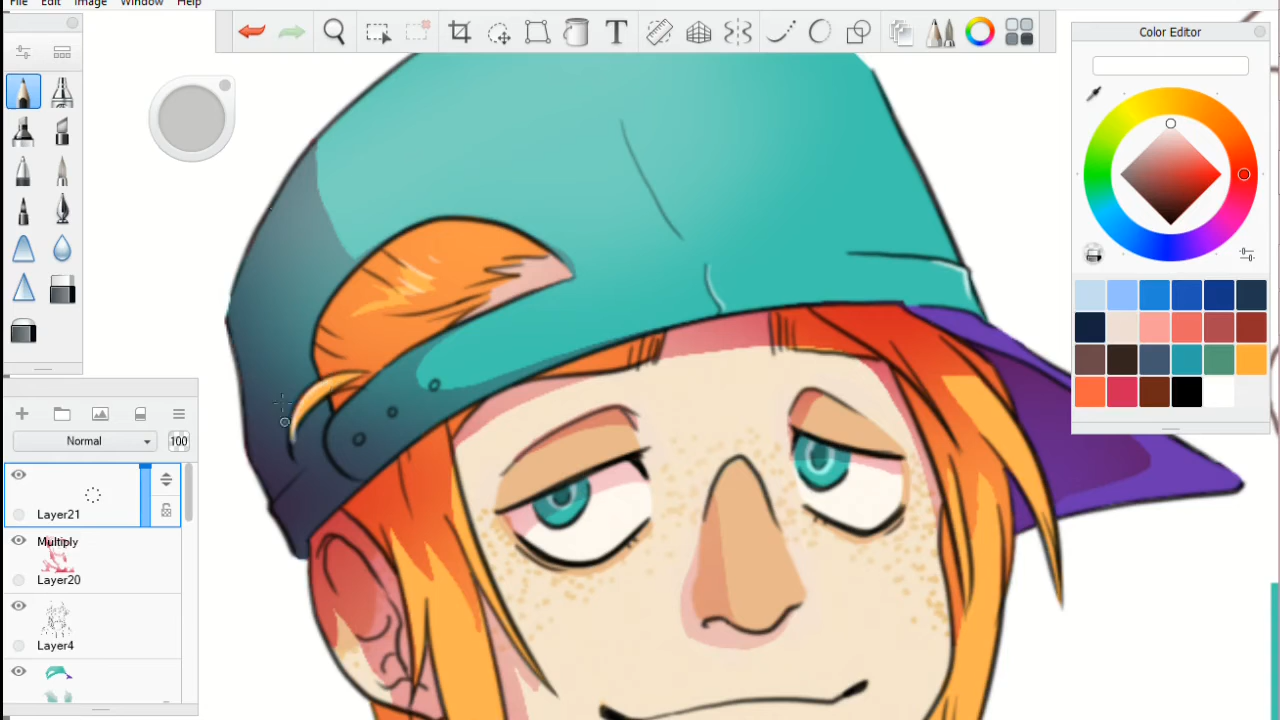 File Edit Image Window Help
T
Color Editor
Normal 100
Layer21
Multiply
Layer20
Layer4